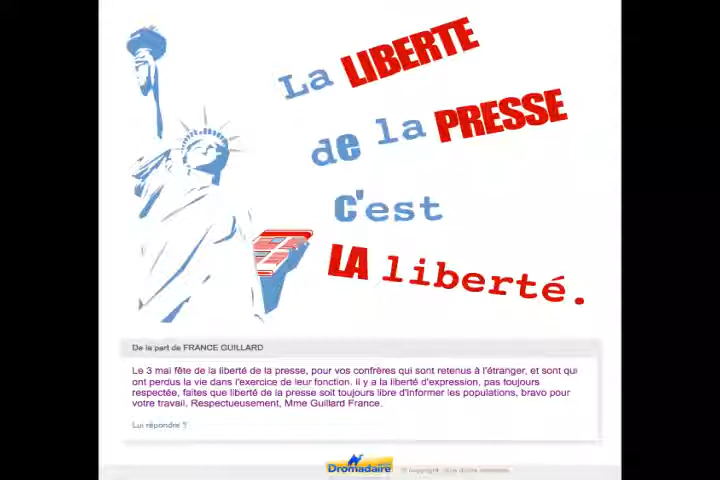 La LIBERTE
de la PRESSE
c'est
LA liberté.
De la part de FRANCE GUILLARD
Le 3 mai fête de la liberté de la presse, pour vos confrères qui sont retenus à l'étranger, et sont qui
ont perdus la vie dans l'exercice de leur fonction. il y a la liberté d'expression, pas toujours
respectée, faites que liberté de la presse soit toujours libre d'informer les populations, bravo pour
votre travail. Respectueusement, Mme Guillard France.
Lui répondre ?
Dromadaire